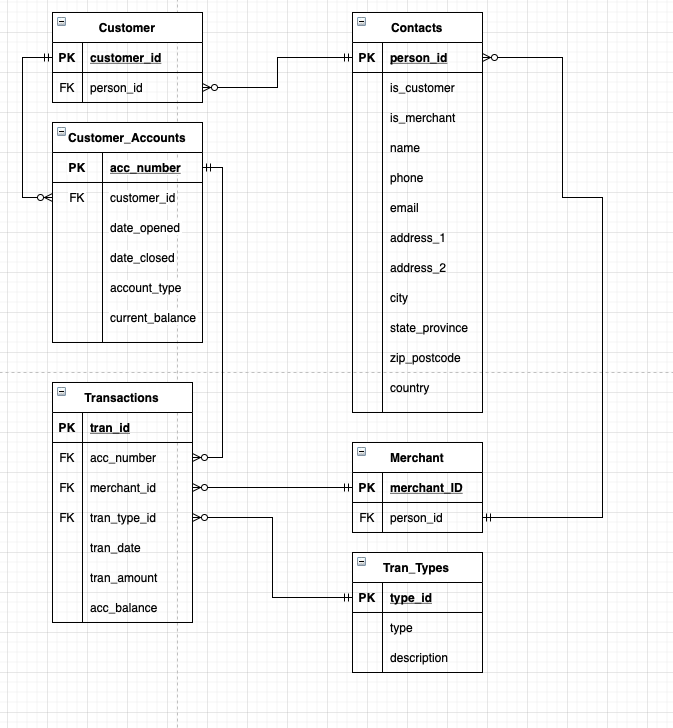 Customer
PK customer_id
FK person_id
Customer_Accounts
PK acc_number
FK customer_id
date_opened
date_closed
account_type
current_balance
Transactions
PK tran_id
FK acc_number
FK merchant_id
FK tran_type_id
tran_date
tran_amount
acc_balance
Contacts
PK person_id
is_customer
is_merchant
name
phone
email
address_1
address_2
city
state_province
zip_postcode
country
Merchant
PK merchant_ID
FK person_id
Tran_Types
PK type_id
type
description